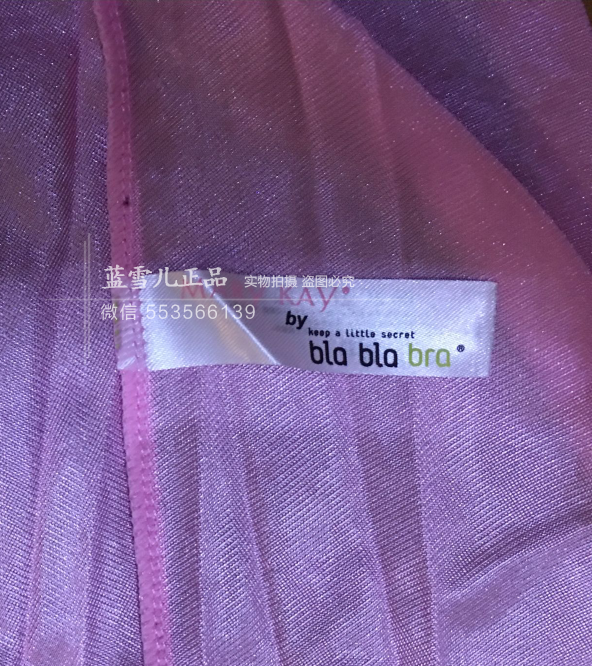 蓝雪儿正品 实物拍摄 盗图必究
微信 553566139
KAY®
by
keep a little secret
bla bla bra®